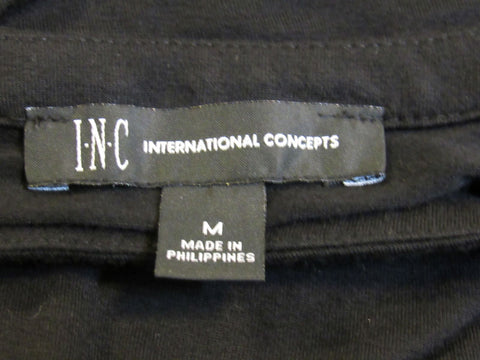 I·N·C INTERNATIONAL CONCEPTS
M
MADE IN
PHILIPPINES